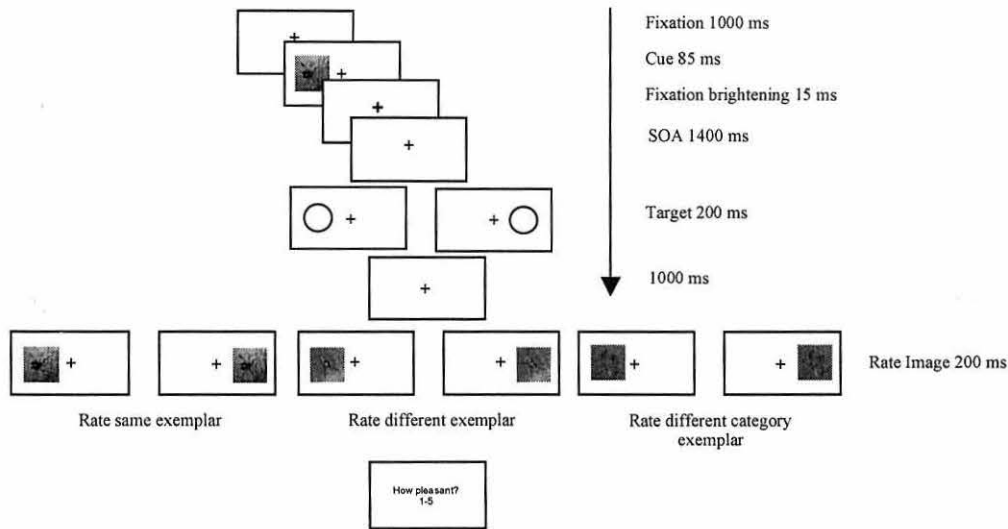 Fixation 1000 ms
Cue 85 ms
Fixation brightening 15 ms
SOA 1400 ms
Target 200 ms
1000 ms
Rate Image 200 ms
Rate same exemplar
Rate different exemplar
Rate different category
exemplar
How pleasant?
1-5